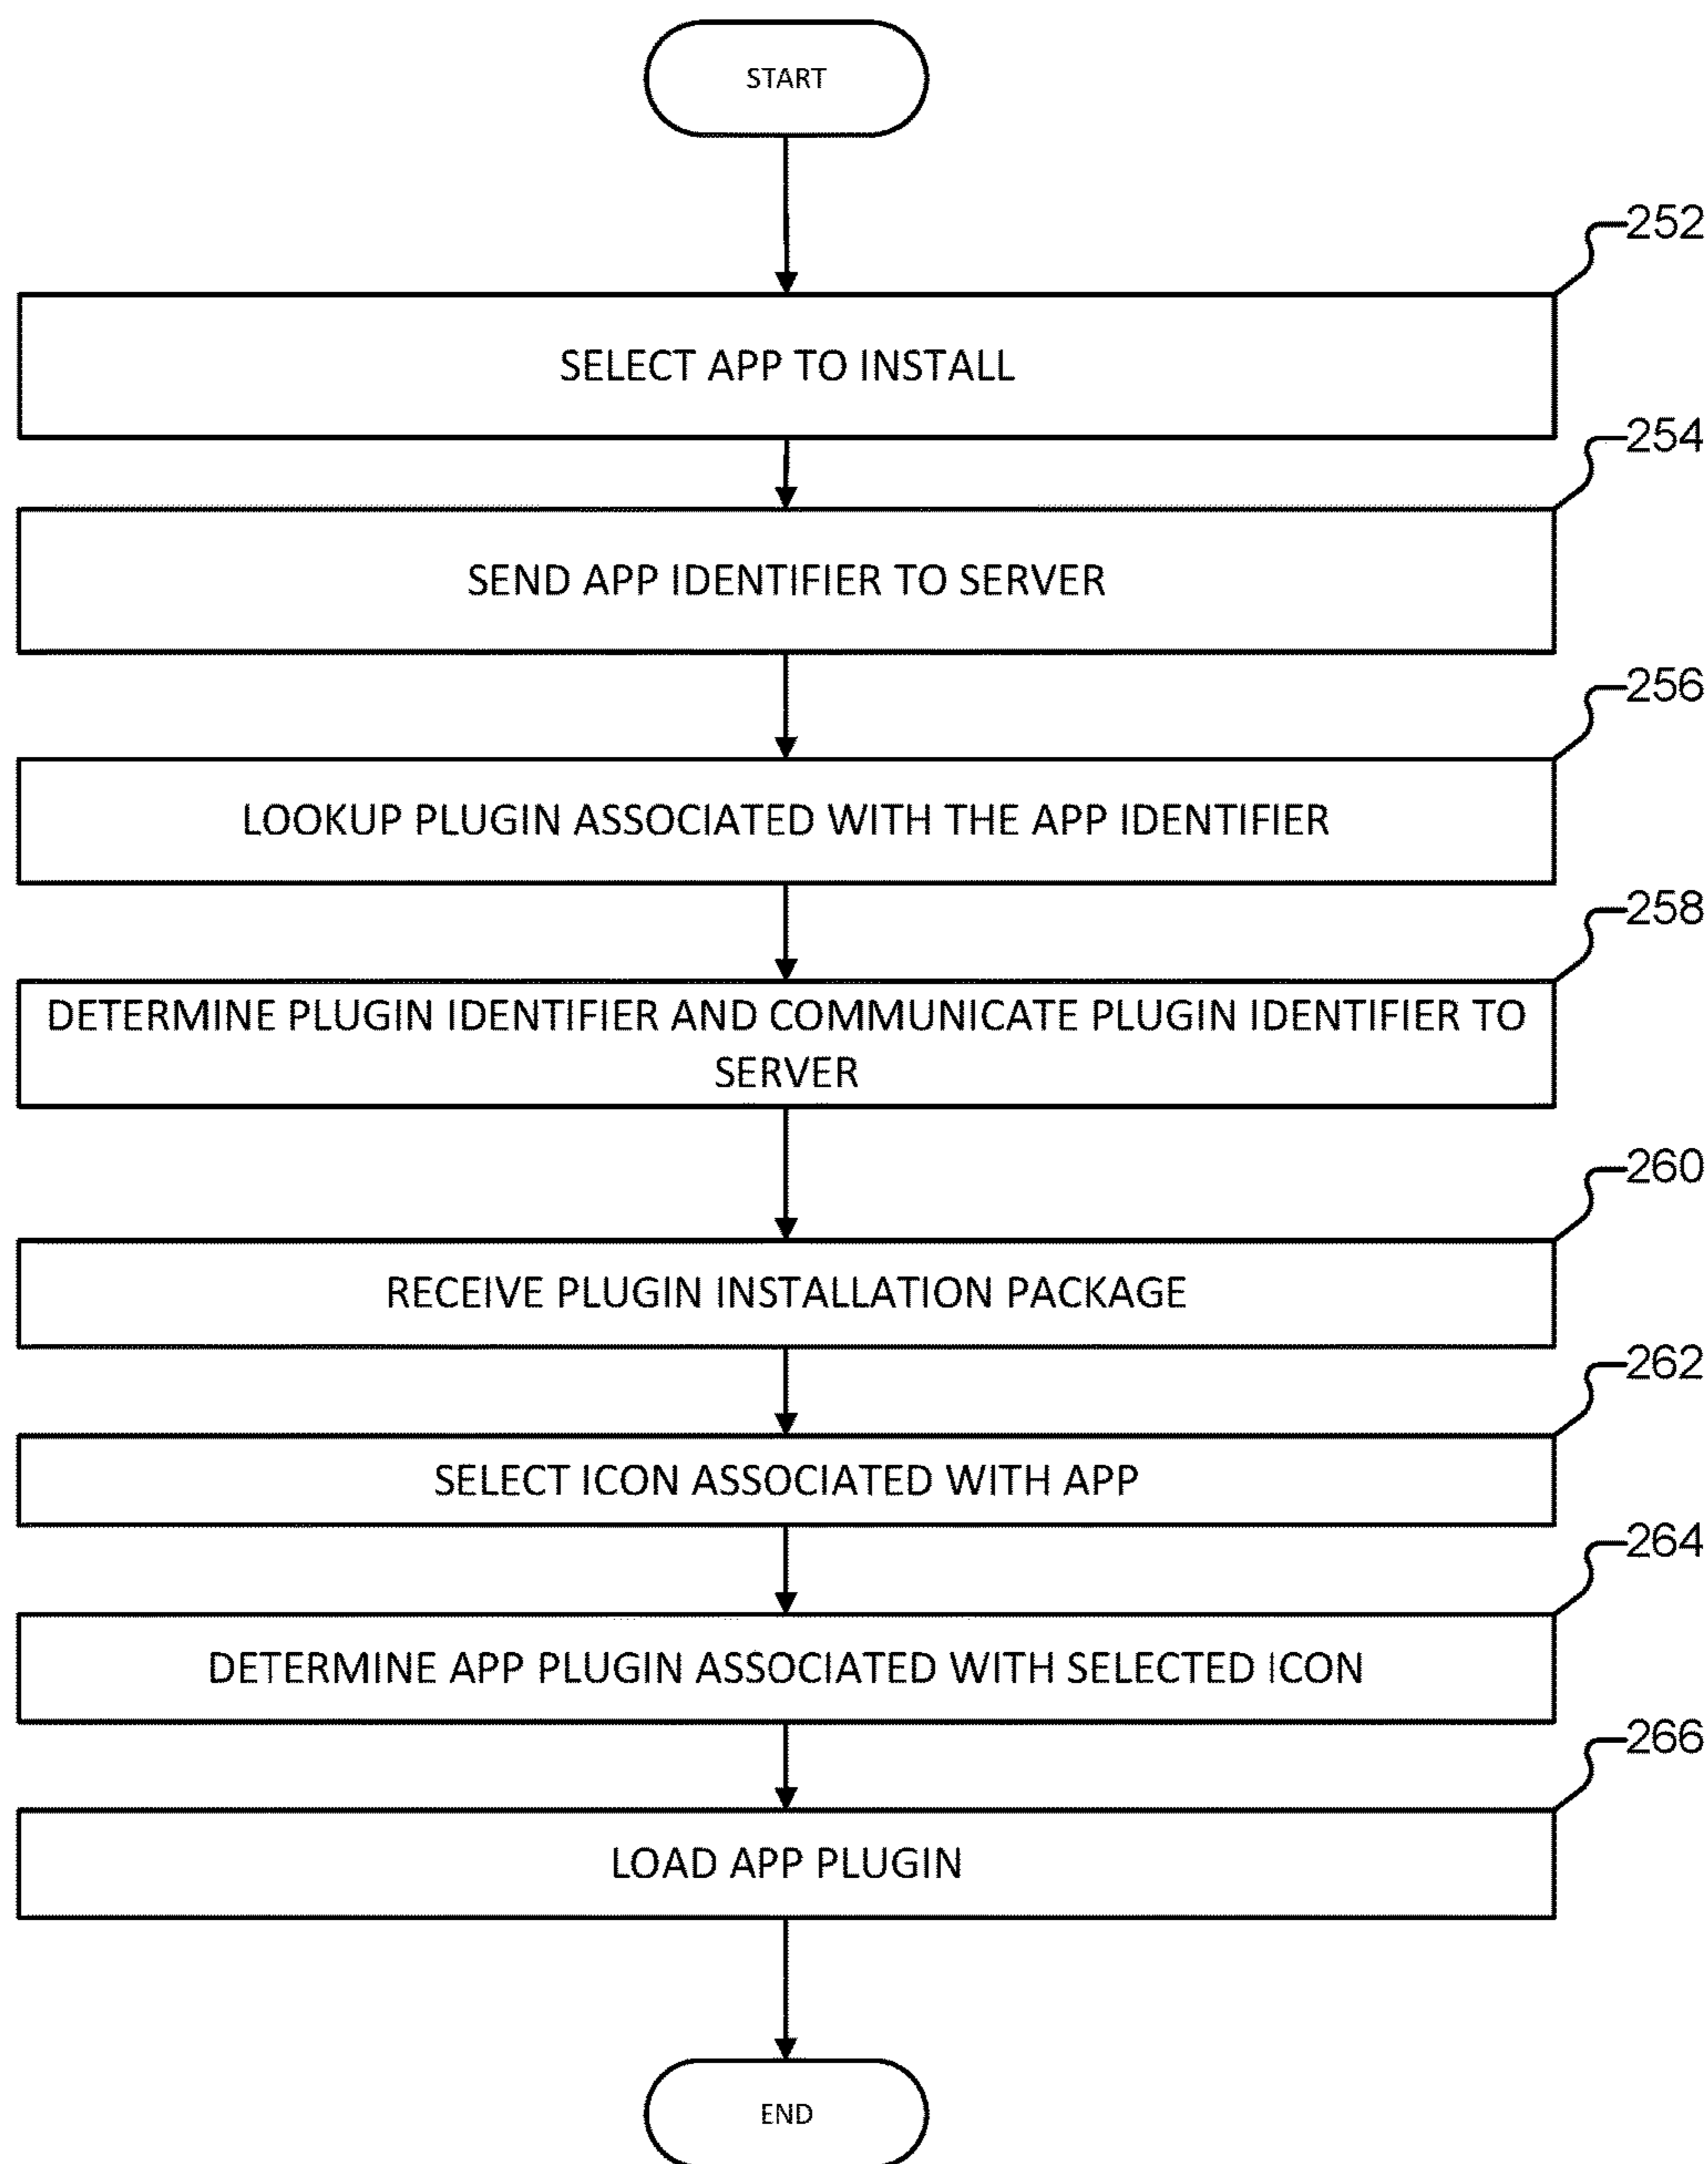 START
252
SELECT APP TO INSTALL
254
SEND APP IDENTIFIER TO SERVER
256
LOOKUP PLUGIN ASSOCIATED WITH THE APP IDENTIFIER
258
DETERMINE PLUGIN IDENTIFIER AND COMMUNICATE PLUGIN IDENTIFIER TO
SERVER
260
RECEIVE PLUGIN INSTALLATION PACKAGE
262
SELECT ICON ASSOCIATED WITH APP
264
DETERMINE APP PLUGIN ASSOCIATED WITH SELECTED ICON
266
LOAD APP PLUGIN
END